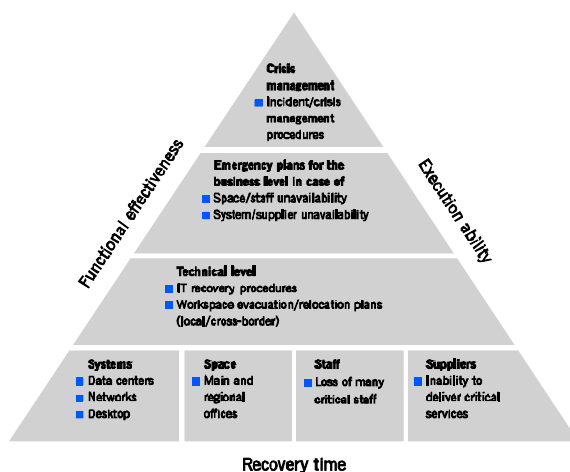 Crisis
management
Incident/crisis
management
procedures
Functional effectiveness
Execution ability
Emergency plans for the
business level in case of
Space/staff unavailability
System/supplier unavailability
Technical level
IT recovery procedures
Workspace evacuation/relocation plans
(local/cross-border)
Systems
Data centers
Networks
Desktop
Space
Main and
regional
offices
Staff
Loss of many
critical staff
Suppliers
Inability to
deliver critical
services
Recovery time